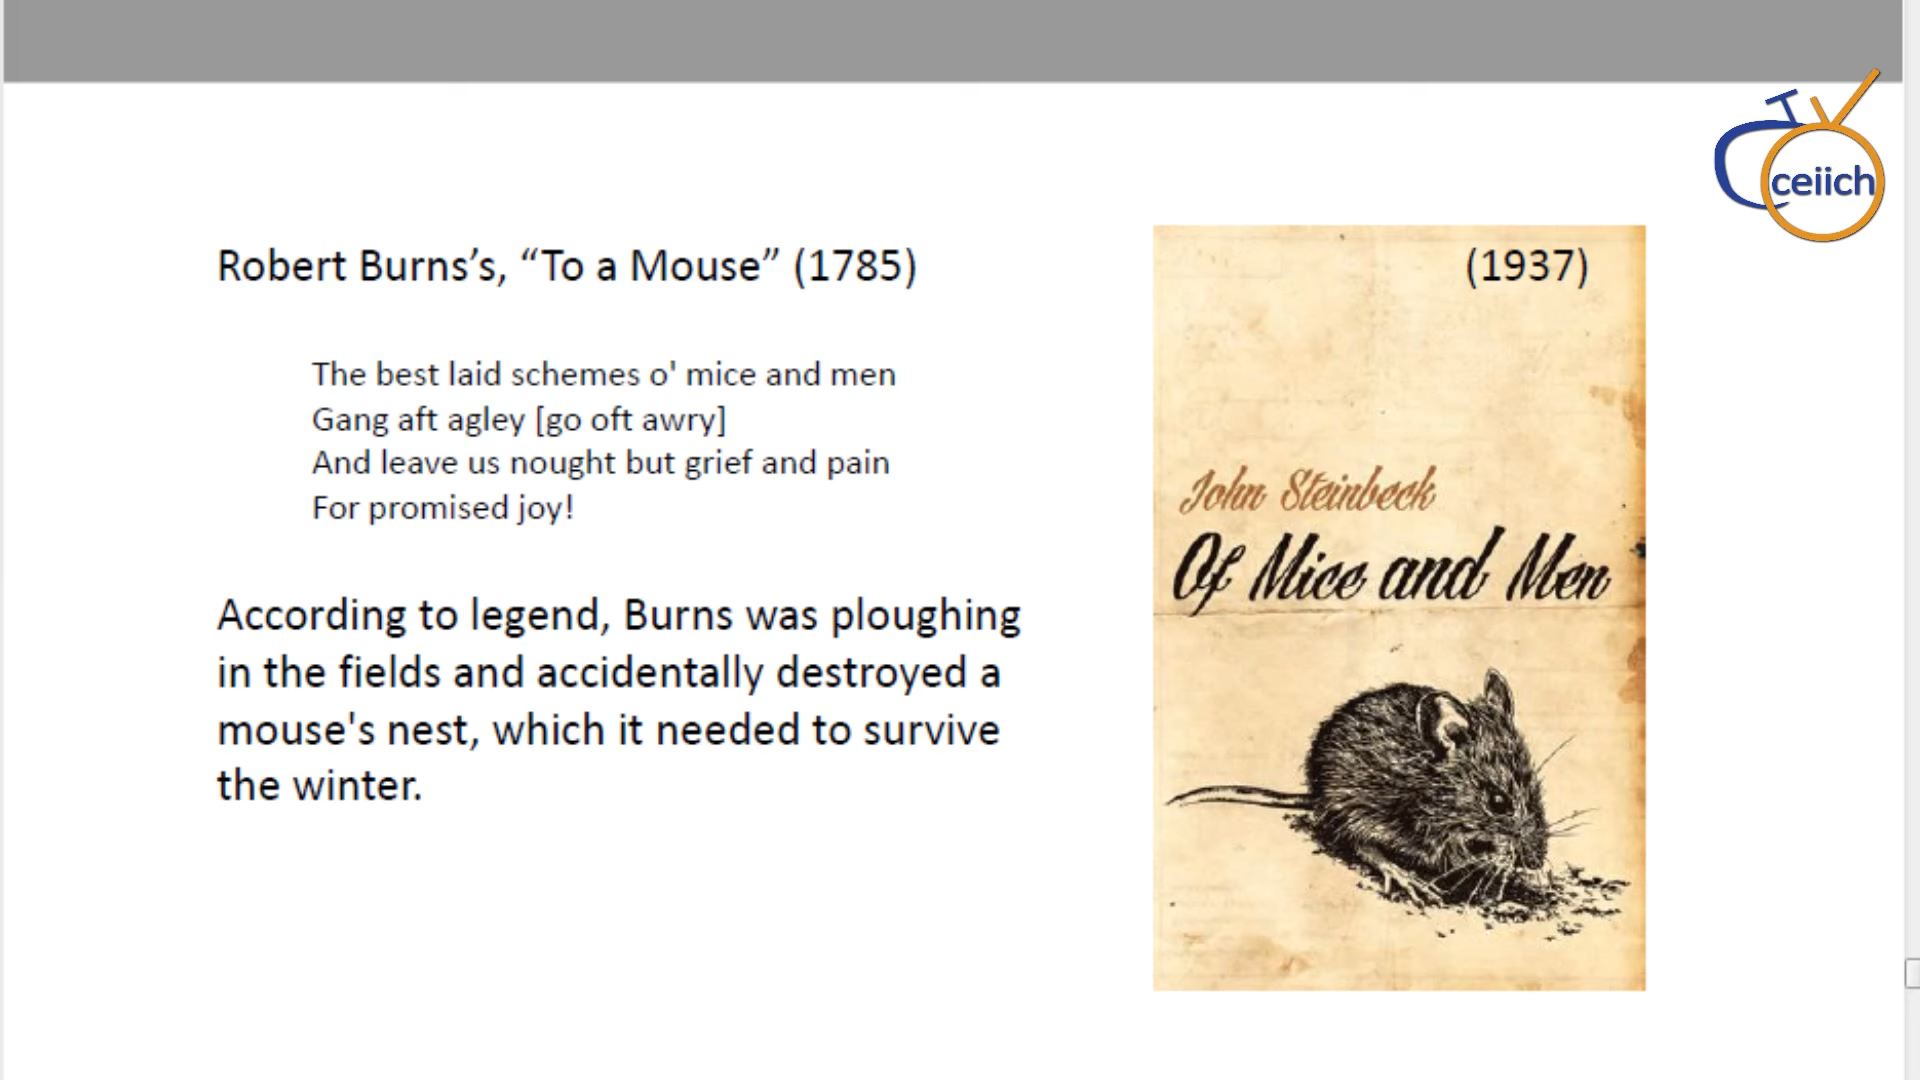 TV
ceiich
Robert Burns’s, “To a Mouse” (1785)
The best laid schemes o' mice and men
Gang aft agley [go oft awry]
And leave us nought but grief and pain
For promised joy!
According to legend, Burns was ploughing
in the fields and accidentally destroyed a
mouse's nest, which it needed to survive
the winter.
(1937)
John Steinbeck
Of Mice and Men